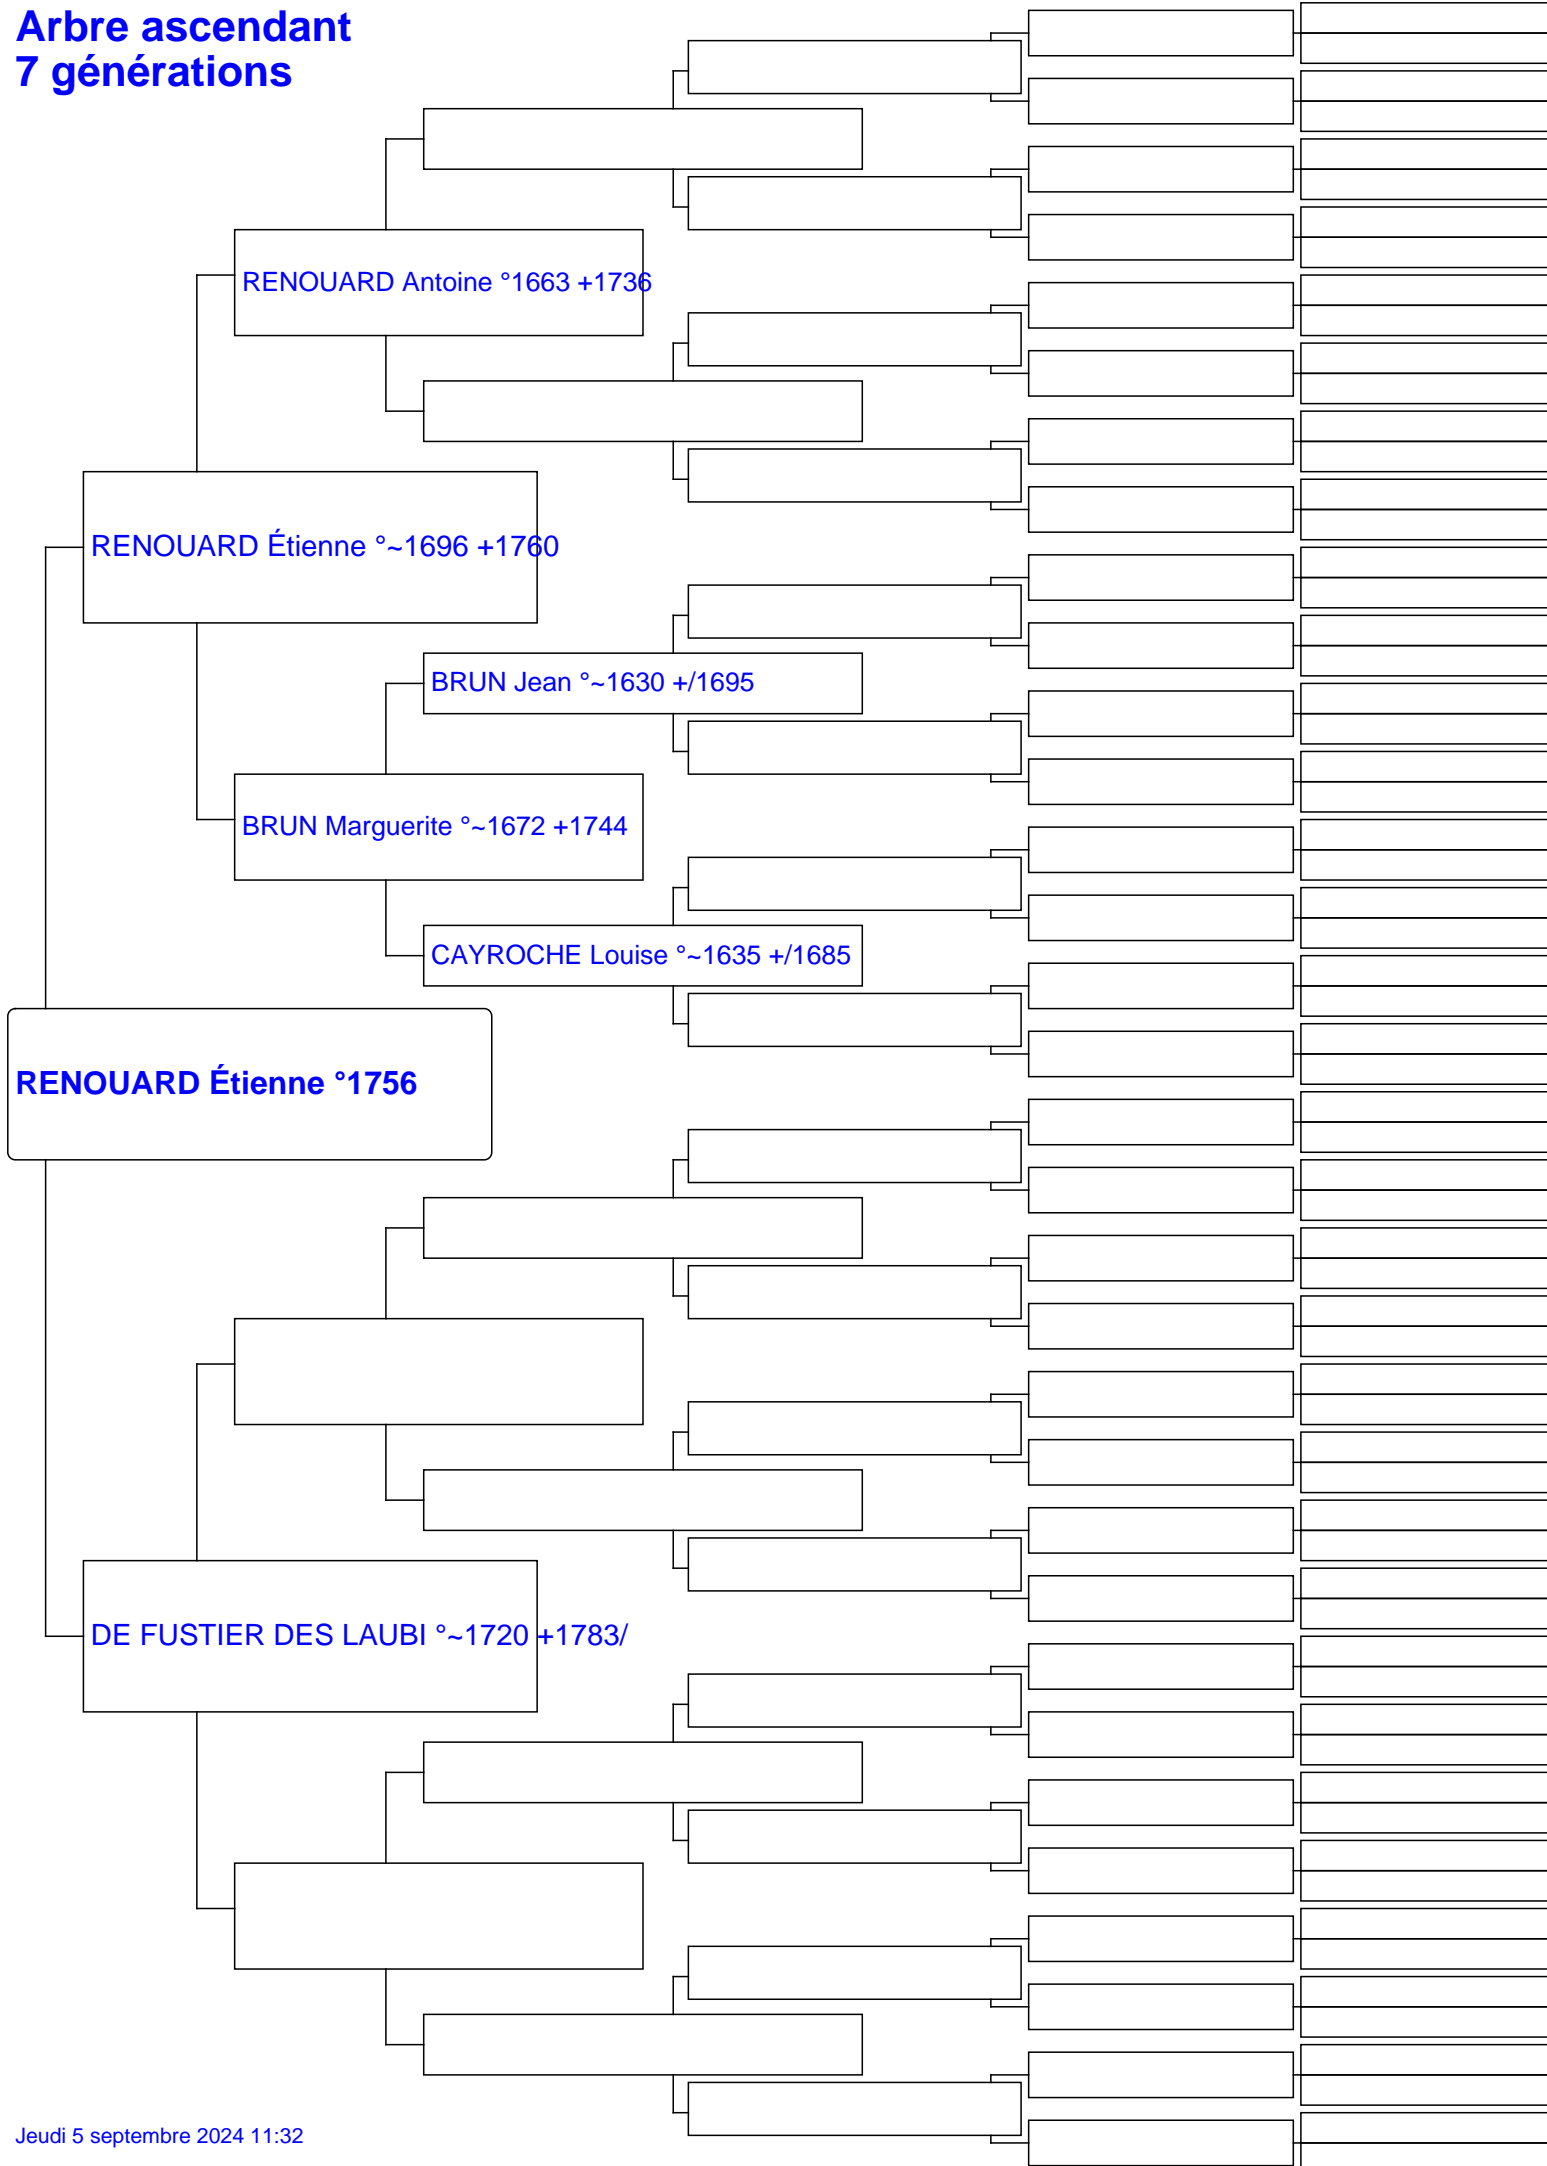 Arbre ascendant
7 générations
RENOUARD Antoine °1663 +1736
RENOUARD Étienne °~1696 +1760
BRUN Jean °~1630 +/1695
BRUN Marguerite °~1672 +1744
CAYROCHE Louise °~1635 +/1685
RENOUARD Étienne °1756
DE FUSTIER DES LAUBI °~1720 +1783/
Jeudi 5 septembre 2024 11:32